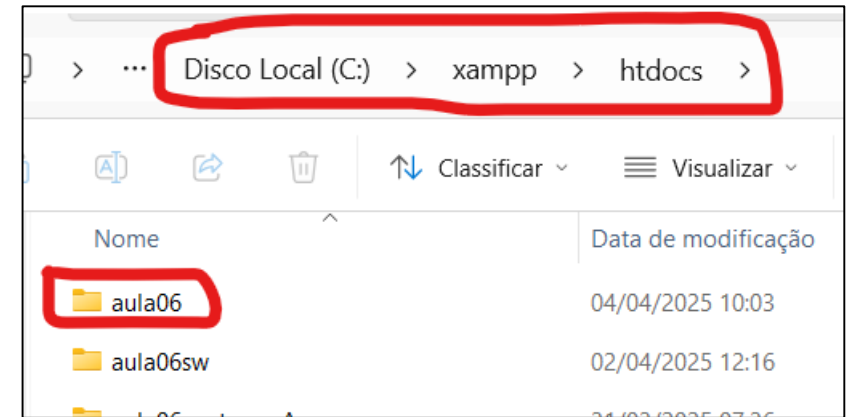 > ... Disco Local (C:) > xampp > htdocs >
Classificar Visualizar
Nome Data de modificação
aula06 04/04/2025 10:03
aula06sw 02/04/2025 12:16